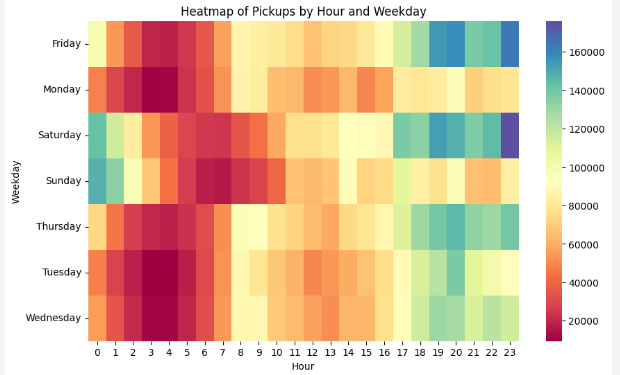 Heatmap of Pickups by Hour and Weekday
Friday
Monday
Saturday
Sunday
Thursday
Tuesday
Wednesday
Weekday
0 1 2 3 4 5 6 7 8 9 10 11 12 13 14 15 16 17 18 19 20 21 22 23
Hour
160000
140000
120000
100000
80000
60000
40000
20000